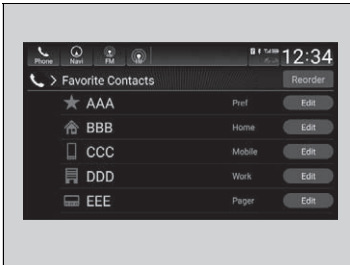 Phone Navi FM 12:34
> Favorite Contacts Reorder
AAA Pref Edit
BBB Home Edit
CCC Mobile Edit
DDD Work Edit
EEE Pager Edit